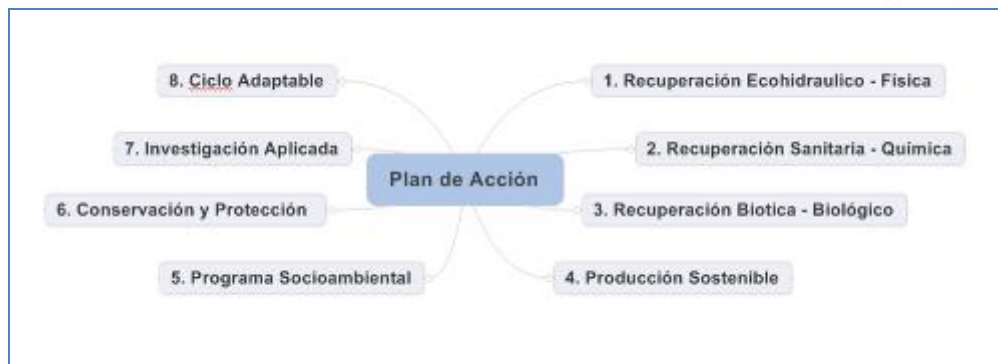 8. Ciclo Adaptable
1. Recuperación Ecohidraulico - Física
7. Investigación Aplicada
2. Recuperación Sanitaria - Química
Plan de Acción
6. Conservación y Protección
3. Recuperación Biotica - Biológico
5. Programa Socioambiental
4. Producción Sostenible